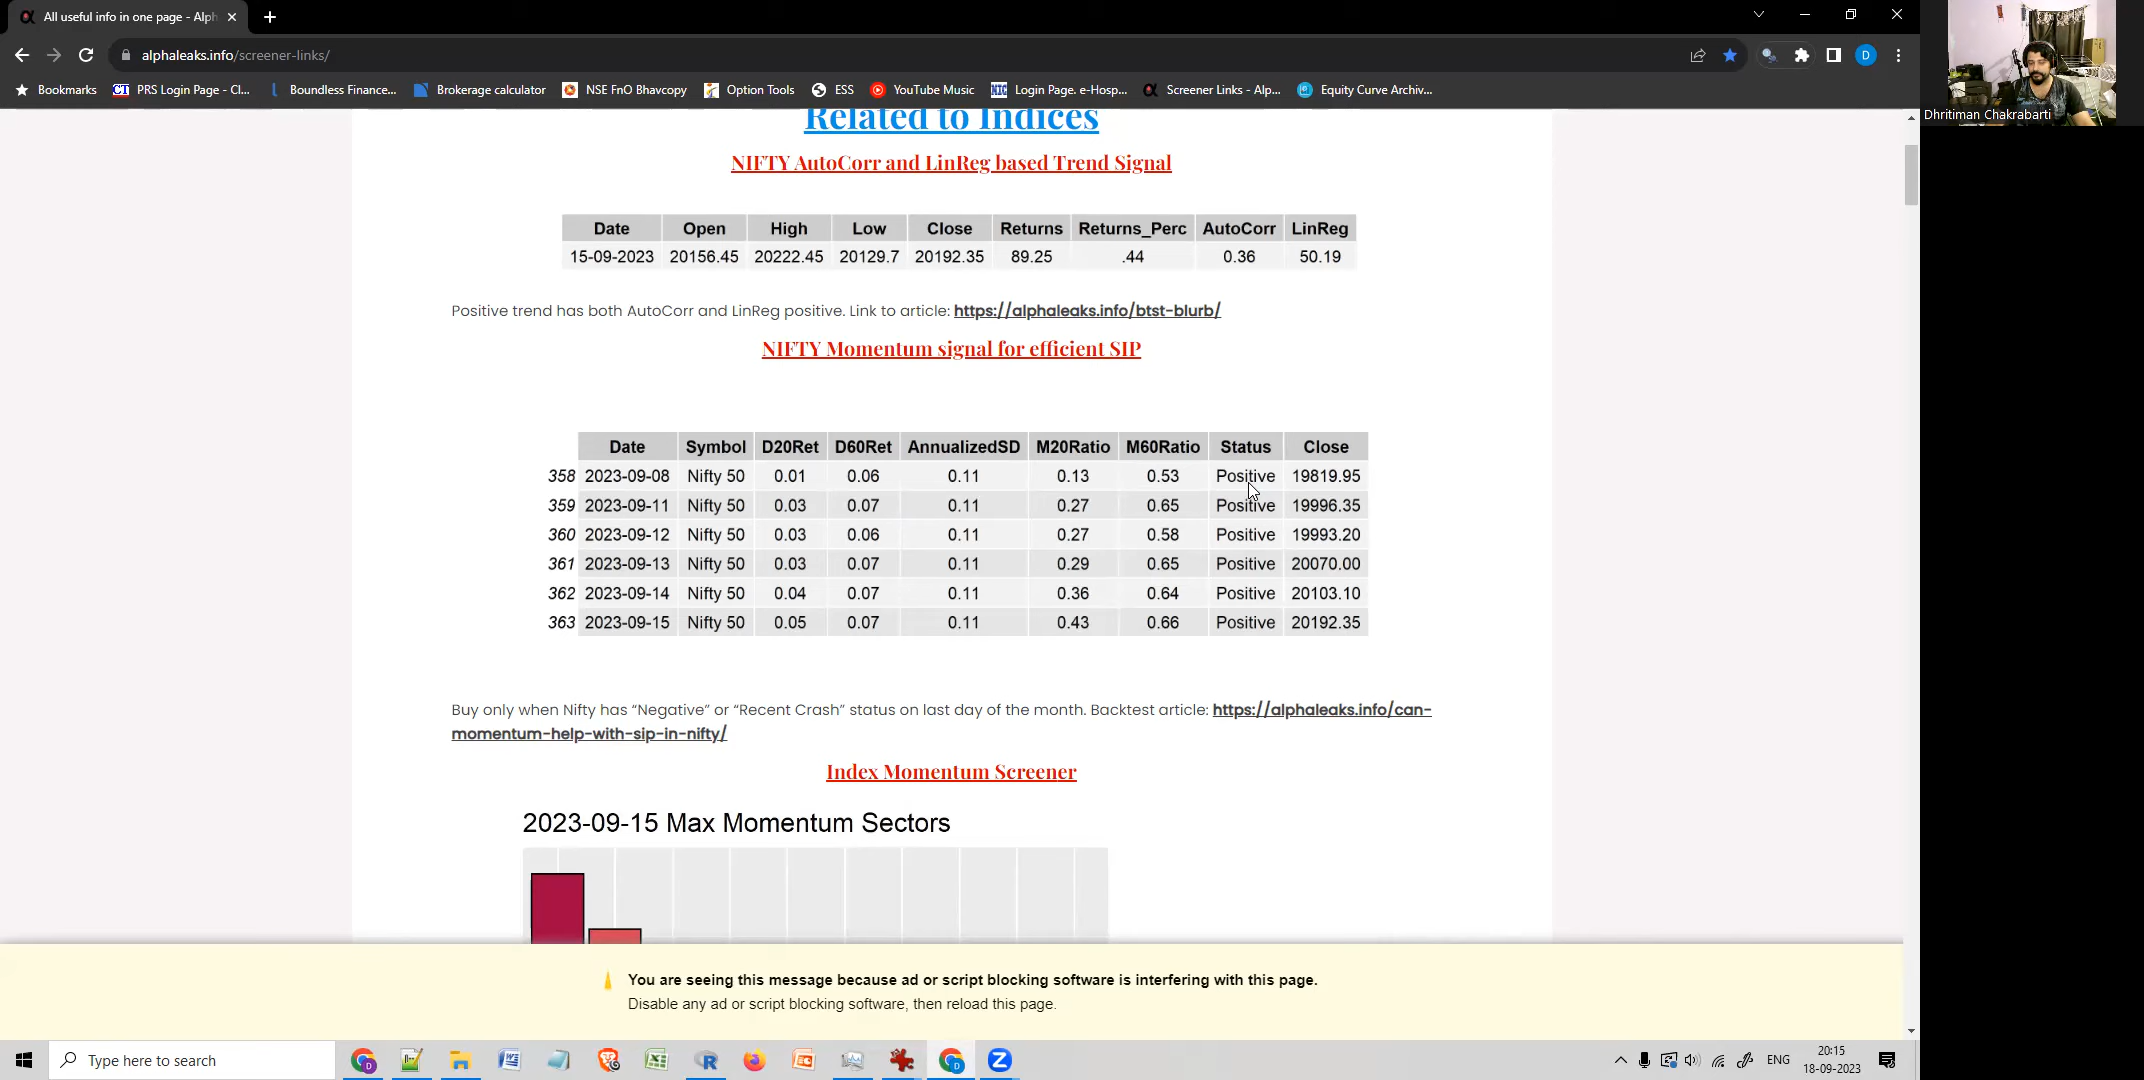 All useful info in one page - Alph
alphaleaks.info/screener-links/
Bookmarks PRS Login Page - Cl... Boundless Finance... Brokerage calculator NSE FnO Bhavcopy Option Tools ESS YouTube Music Login Page. e-Hosp... Screener Links - Alp... Equity Curve Archiv...
Dhritiman Chakrabarti
Related to Indices
NIFTY AutoCorr and LinReg based Trend Signal
Date Open High Low Close Returns Returns_Perc AutoCorr LinReg
15-09-2023 20156.45 20222.45 20129.7 20192.35 89.25 .44 0.36 50.19
Positive trend has both AutoCorr and LinReg positive. Link to article: https://alphaleaks.info/btst-blurb/
NIFTY Momentum signal for efficient SIP
Date Symbol D20Ret D60Ret AnnualizedSD M20Ratio M60Ratio Status Close
358 2023-09-08 Nifty 50 0.01 0.06 0.11 0.13 0.53 Positive 19819.95
359 2023-09-11 Nifty 50 0.03 0.07 0.11 0.27 0.65 Positive 19996.35
360 2023-09-12 Nifty 50 0.03 0.06 0.11 0.27 0.58 Positive 19993.20
361 2023-09-13 Nifty 50 0.03 0.07 0.11 0.29 0.65 Positive 20070.00
362 2023-09-14 Nifty 50 0.04 0.07 0.11 0.36 0.64 Positive 20103.10
363 2023-09-15 Nifty 50 0.05 0.07 0.11 0.43 0.66 Positive 20192.35
Buy only when Nifty has “Negative” or “Recent Crash” status on last day of the month. Backtest article: https://alphaleaks.info/can-
momentum-help-with-sip-in-nifty/
Index Momentum Screener
2023-09-15 Max Momentum Sectors
You are seeing this message because ad or script blocking software is interfering with this page.
Disable any ad or script blocking software, then reload this page.
Type here to search
ENG
20:15
18-09-2023